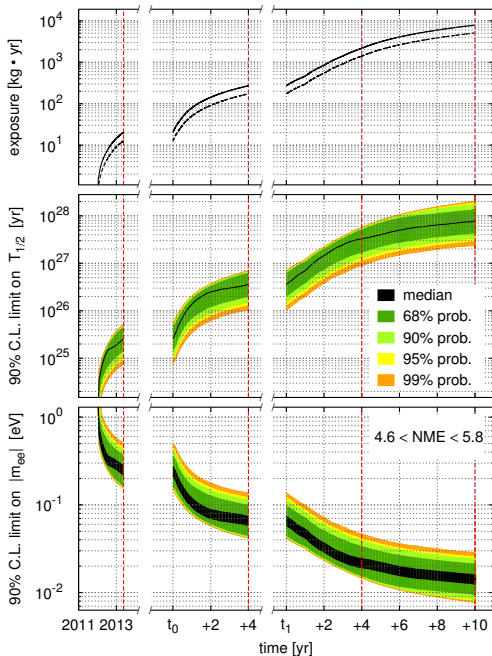 exposure [kg • yr]
10⁴
10³
10²
10¹
90% C.L. limit on T₁/₂ [yr]
10²⁸
10²⁷
10²⁶
10²⁵
median
68% prob.
90% prob.
95% prob.
99% prob.
90% C.L. limit on |mₑₑ| [eV]
10⁰
10⁻¹
10⁻²
4.6 < NME < 5.8
2011 2013 t₀ +2 +4 t₁ +2 +4 +6 +8 +10
time [yr]